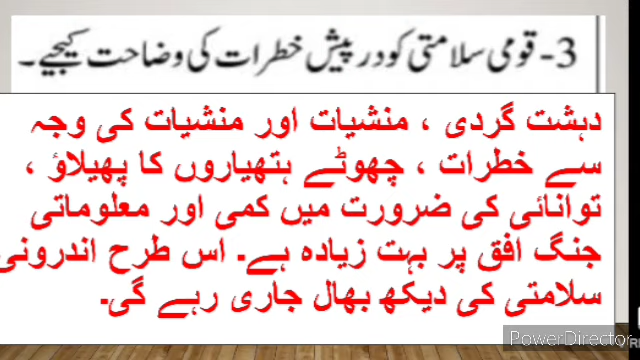 3- قومی سلامتی کو درپیش خطرات کی وضاحت کیجیے۔
دہشت گردی ، منشیات اور منشیات کی وجہ
سے خطرات ، چھوٹے ہتھیاروں کا پھیلاؤ ،
توانائی کی ضرورت میں کمی اور معلوماتی
جنگ افق پر بہت زیادہ ہے۔ اس طرح اندرونی
سلامتی کی دیکھ بھال جاری رہے گی۔
PowerDirector